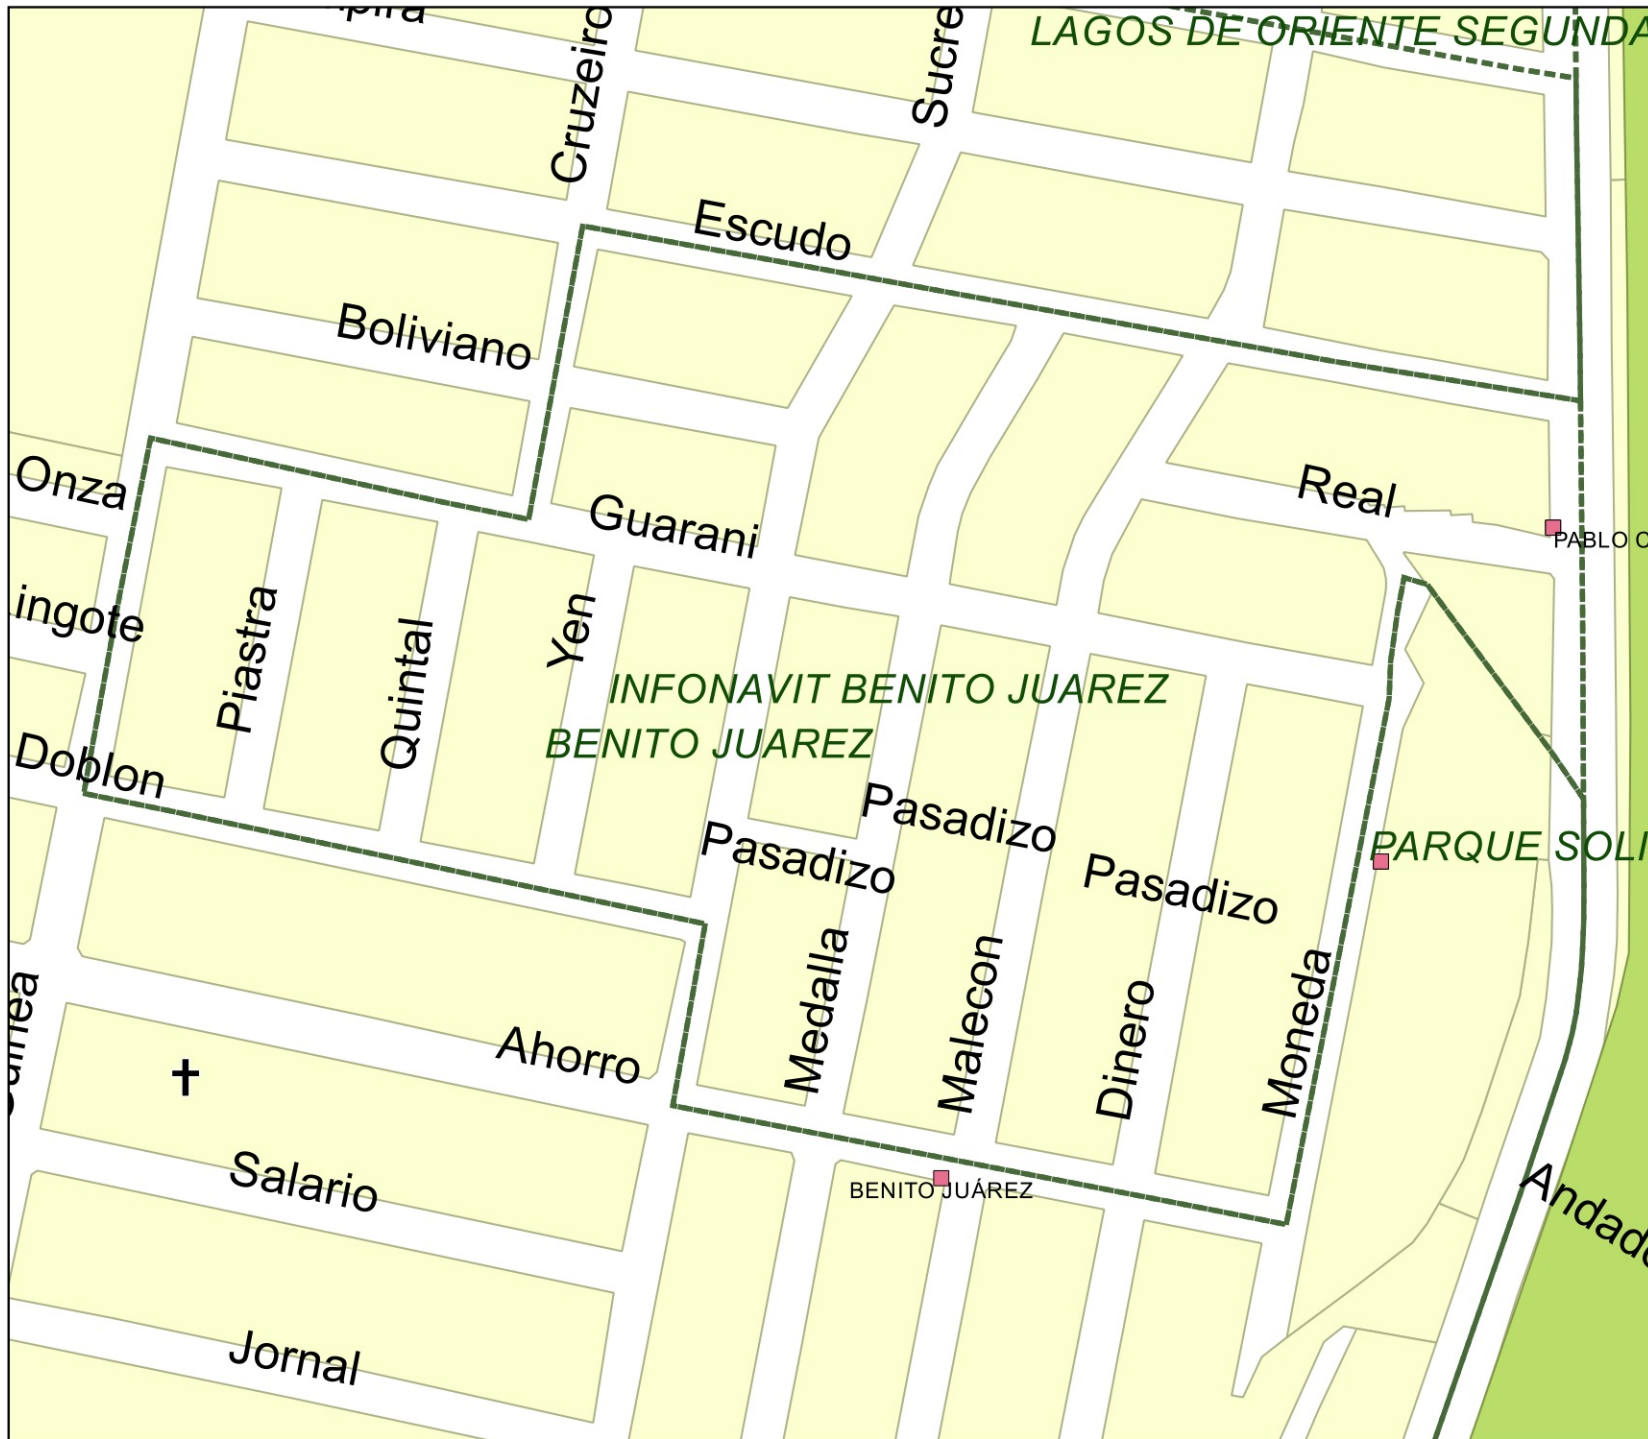 Cruzeiro
Sucre
LAGOS DE ORIENTE SEGUNDA
Escudo
Boliviano
Onza
Real
Guarani
PABLO
ingote
Piastra
Quintal
Yen
INFONAVIT BENITO JUAREZ
BENITO JUAREZ
Doblon
Pasadizo
Pasadizo
Pasadizo
PARQUE SOLI
Medalla
Malecon
Dinero
Moneda
Ahorro
Salario
BENITO JUÁREZ
Andado
Jornal